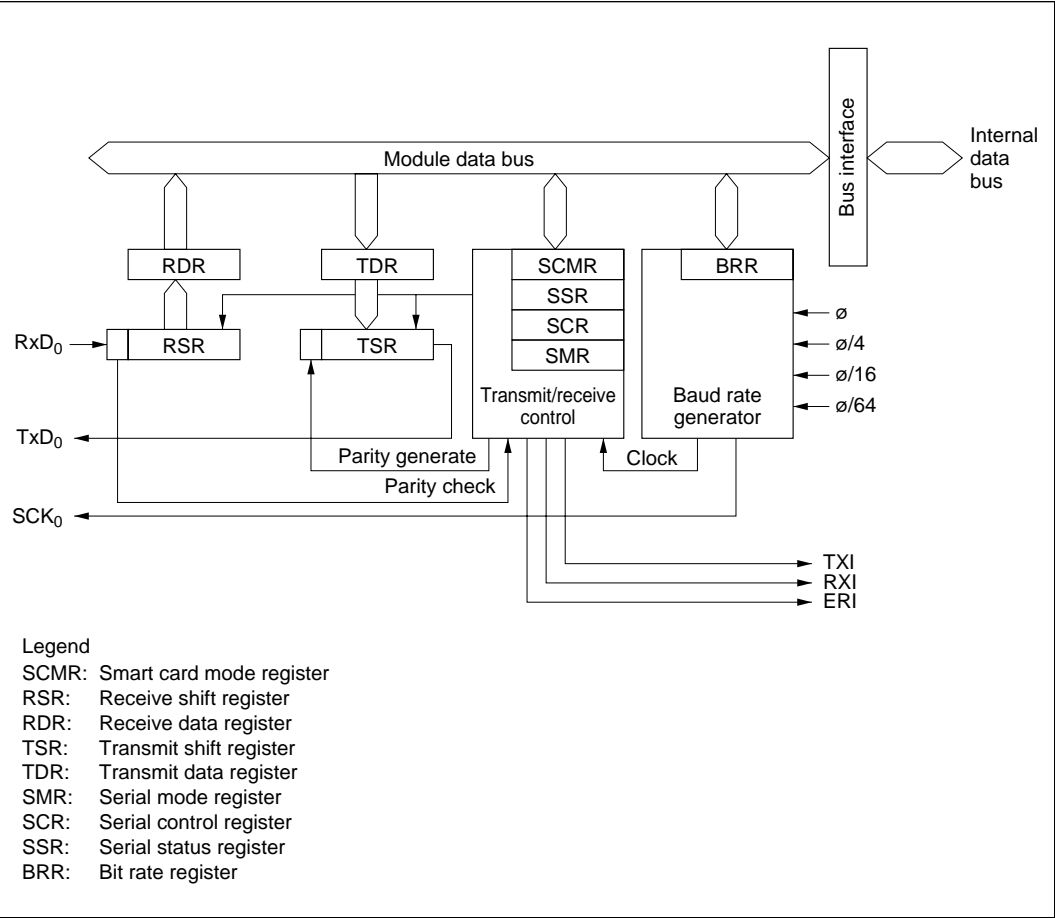 Bus interface
Internal
data
bus
Module data bus
RDR
TDR
SCMR
BRR
SSR
SCR
SMR
RxD0
RSR
TSR
ø
ø/4
ø/16
ø/64
Transmit/receive
control
Baud rate
generator
TxD0
Parity generate
Clock
Parity check
SCK0
TXI
RXI
ERI
Legend
SCMR: Smart card mode register
RSR: Receive shift register
RDR: Receive data register
TSR: Transmit shift register
TDR: Transmit data register
SMR: Serial mode register
SCR: Serial control register
SSR: Serial status register
BRR: Bit rate register